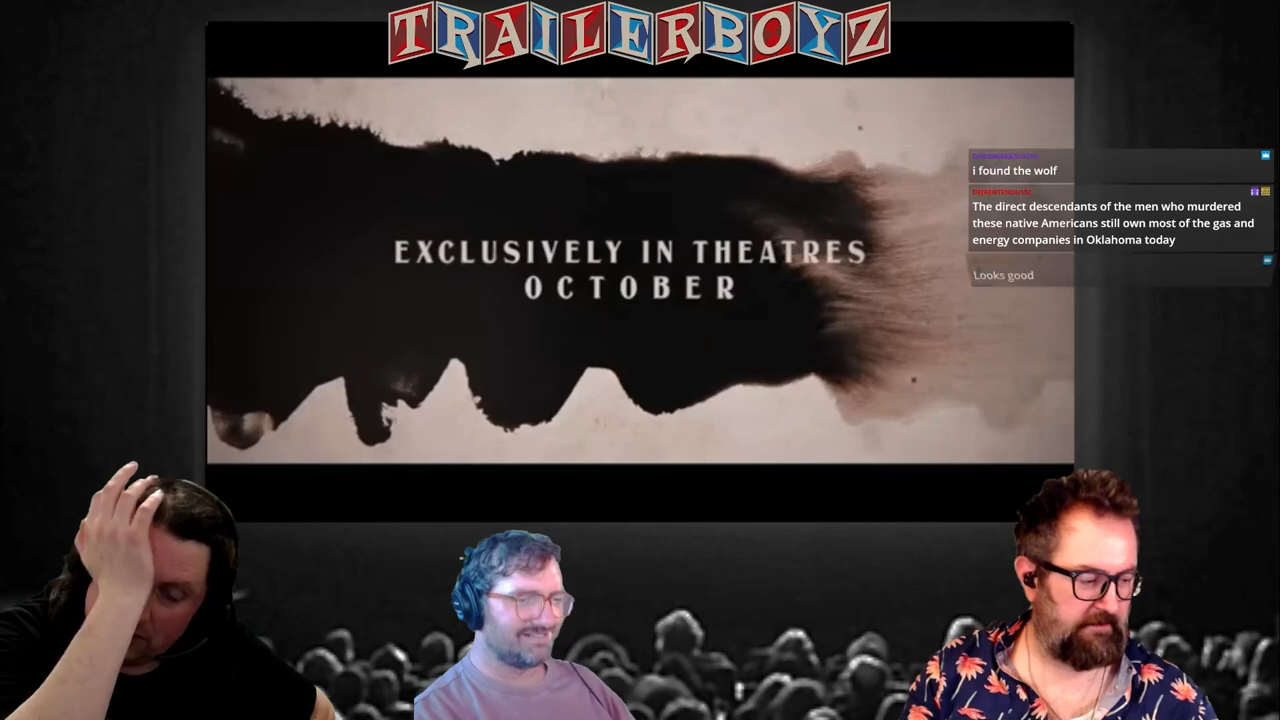 TRAILERBOYZ
EXCLUSIVELY IN THEATRES
OCTOBER
i found the wolf
The direct descendants of the men who murdered
these native Americans still own most of the gas and
energy companies in Oklahoma today
Looks good